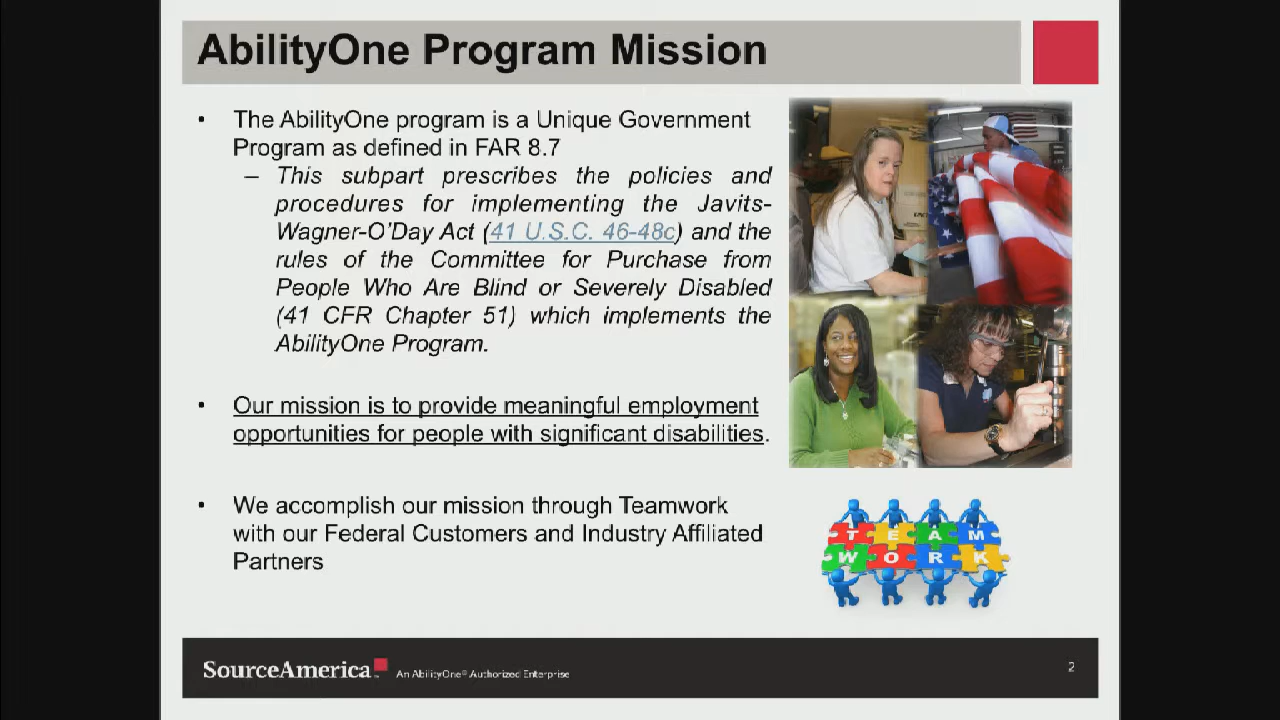 AbilityOne Program Mission
• The AbilityOne program is a Unique Government
Program as defined in FAR 8.7
– This subpart prescribes the policies and
procedures for implementing the Javits-
Wagner-O’Day Act (41 U.S.C. 46-48c) and the
rules of the Committee for Purchase from
People Who Are Blind or Severely Disabled
(41 CFR Chapter 51) which implements the
AbilityOne Program.
• Our mission is to provide meaningful employment
opportunities for people with significant disabilities.
• We accomplish our mission through Teamwork
with our Federal Customers and Industry Affiliated
Partners
TEAM
WORK
SourceAmerica An AbilityOne® Authorized Enterprise
2